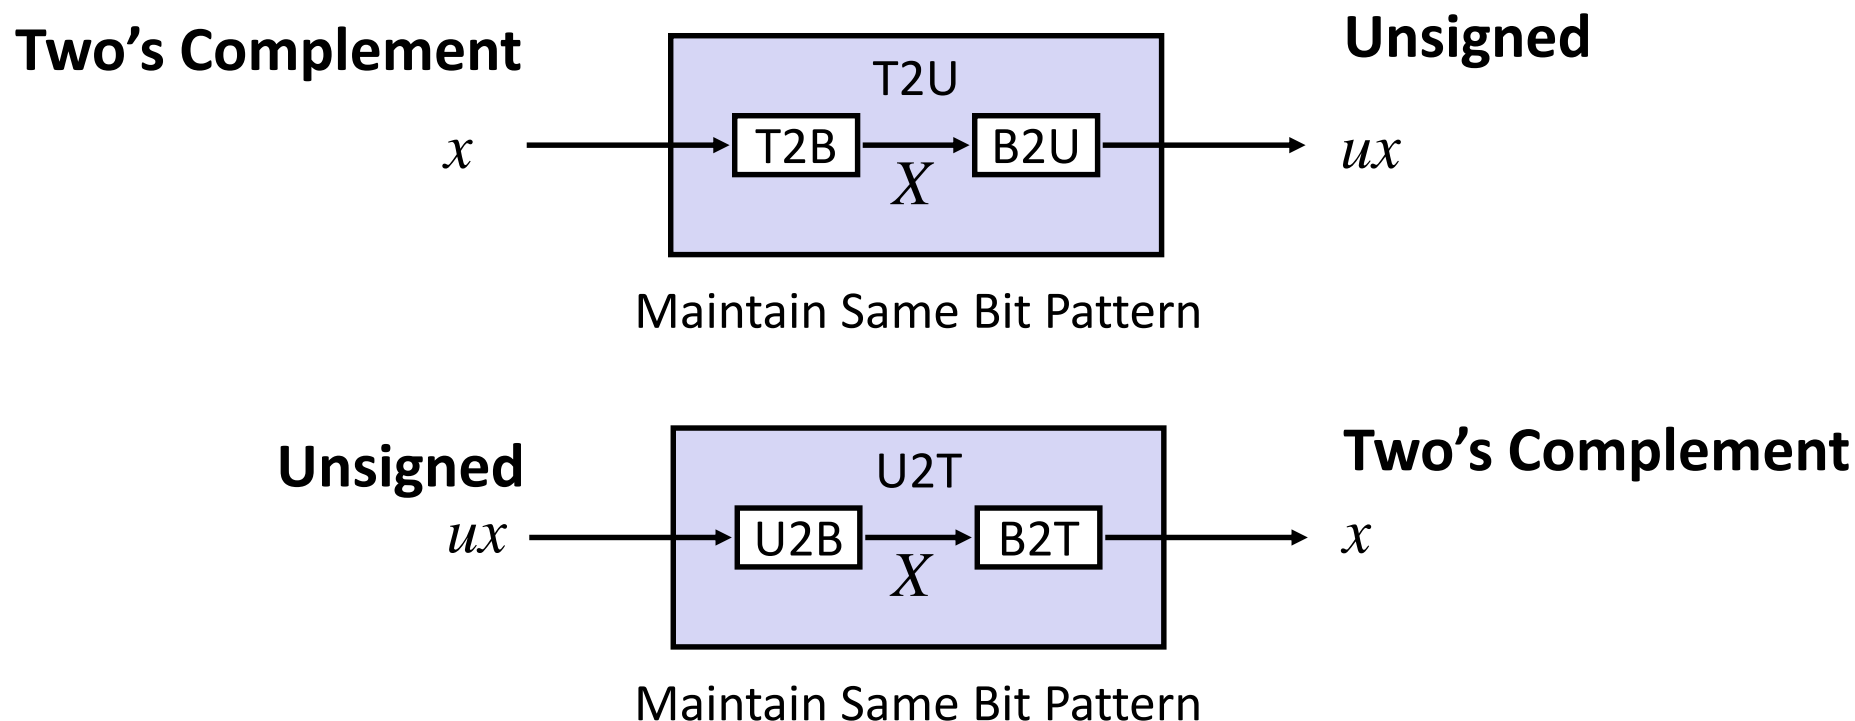 Two's Complement
Unsigned
T2U
x
T2B
X
B2U
ux
Maintain Same Bit Pattern
Unsigned
Two's Complement
U2T
ux
U2B
X
B2T
x
Maintain Same Bit Pattern